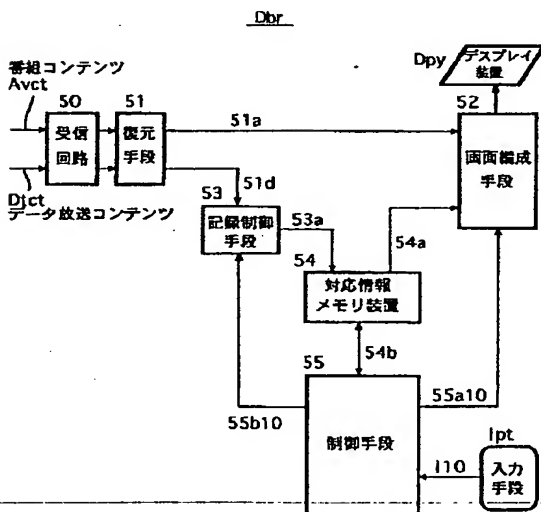 Dbr
番組コンテンツ
Avct
Dtct
データ放送コンテンツ
50
受信
回路
51
復元
手段
51a
51d
53
記録制御
手段
53a
54
対応情報
メモリ装置
54a
54b
52
画面編成
手段
Dpy
デスプレイ
装置
55
制御手段
55b10
55a10
I10
Ipt
入力
手段